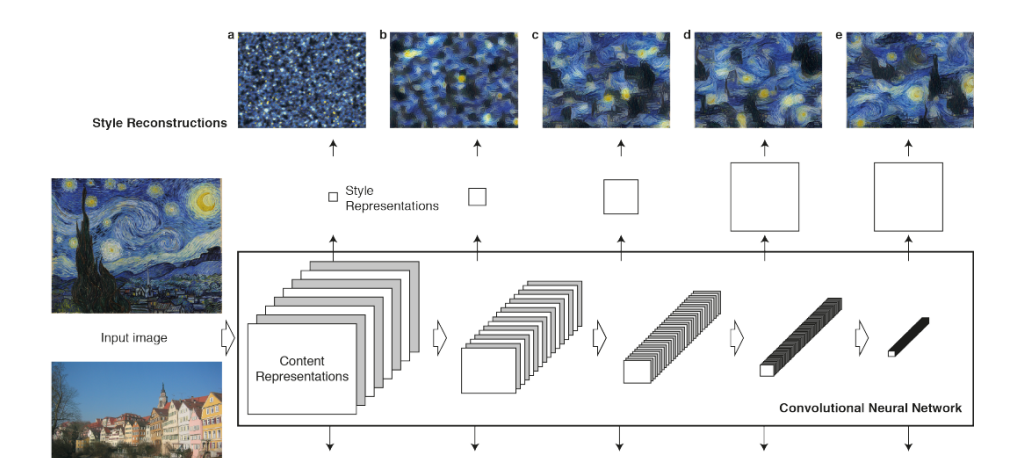 a b c d e
Style Reconstructions
Style
Representations
Input image
Content
Representations
Convolutional Neural Network